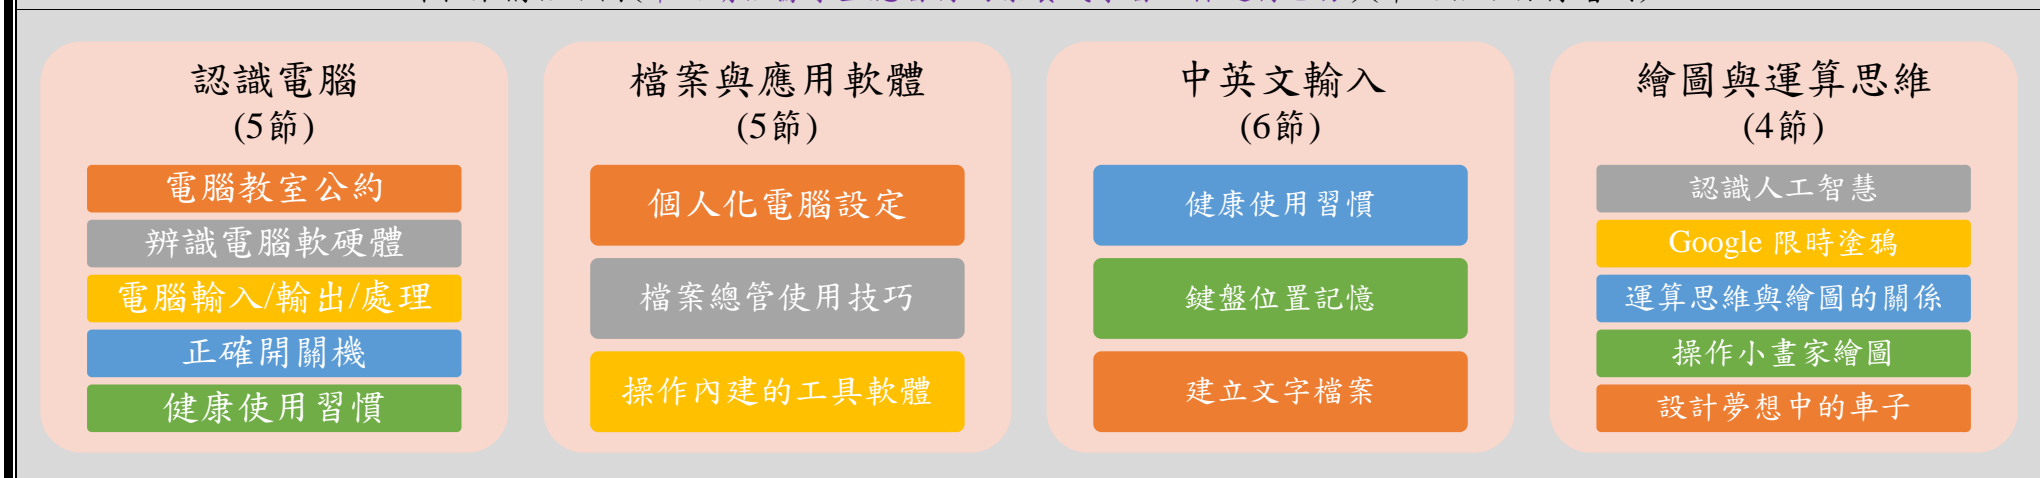 認識電腦
(5節)
電腦教室公約
辨識電腦軟硬體
電腦輸入/輸出/處理
正確開關機
健康使用習慣
檔案與應用軟體
(5節)
個人化電腦設定
檔案總管使用技巧
操作內建的工具軟體
中英文輸入
(6節)
健康使用習慣
鍵盤位置記憶
建立文字檔案
繪圖與運算思維
(4節)
認識人工智慧
Google 限時塗鴉
運算思維與繪圖的關係
操作小畫家繪圖
設計夢想中的車子